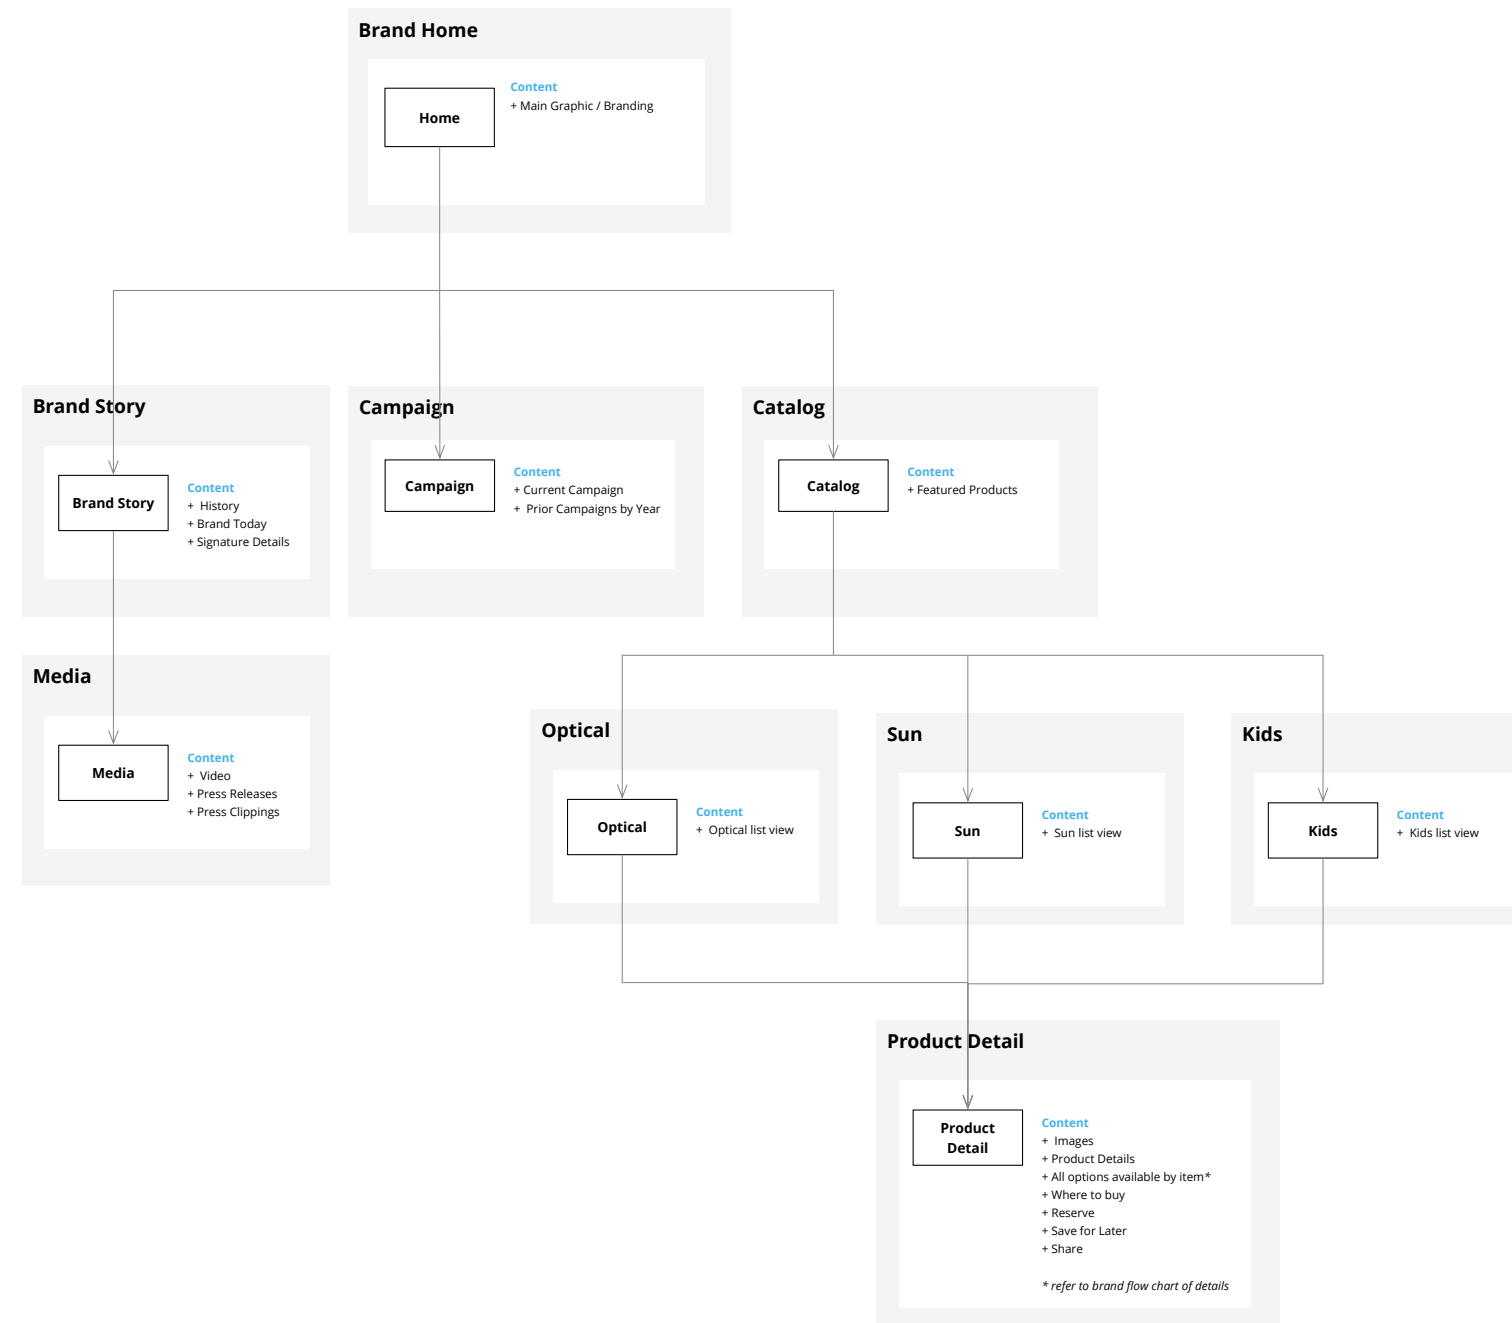 Brand Home
Home
Content
+ Main Graphic / Branding
Brand Story
Brand Story
Content
+ History
+ Brand Today
+ Signature Details
Campaign
Campaign
Content
+ Current Campaign
+ Prior Campaigns by Year
Catalog
Catalog
Content
+ Featured Products
Media
Media
Content
+ Video
+ Press Releases
+ Press Clippings
Optical
Optical
Content
+ Optical list view
Sun
Sun
Content
+ Sun list view
Kids
Kids
Content
+ Kids list view
Product Detail
Product
Detail
Content
+ Images
+ Product Details
+ All options available by item*
+ Where to buy
+ Reserve
+ Save for Later
+ Share
* refer to brand flow chart of details